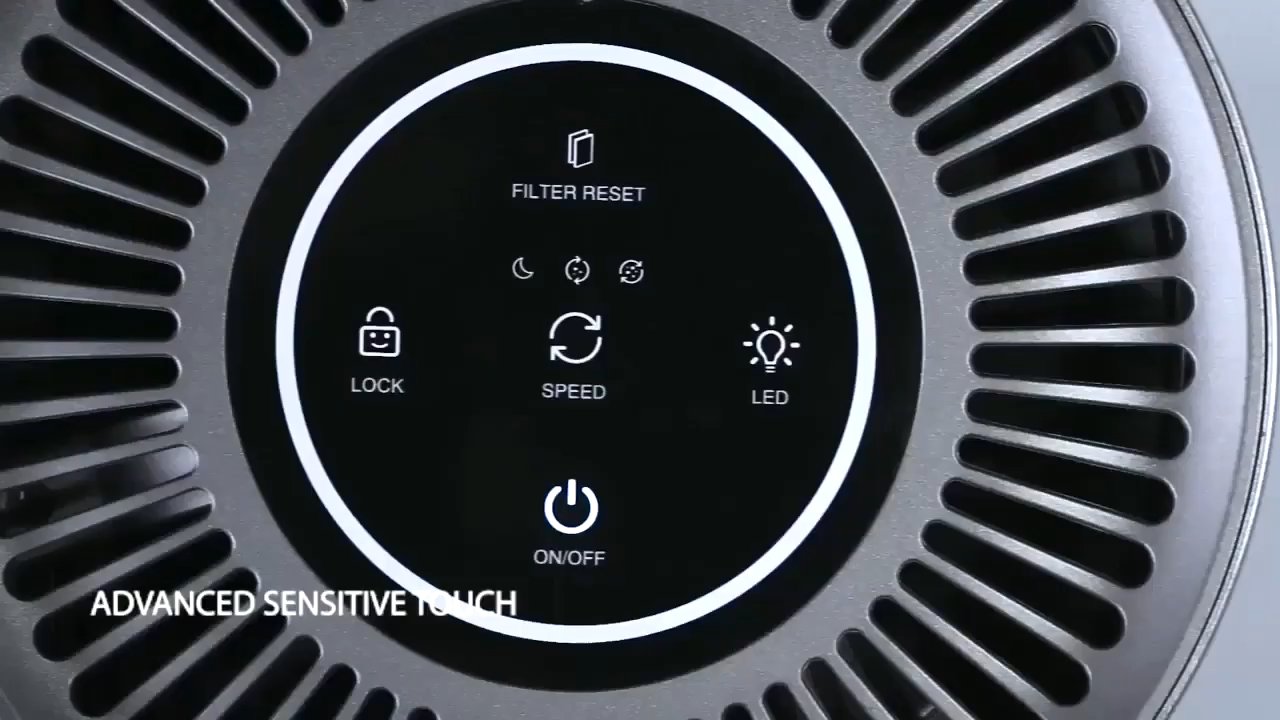 FILTER RESET
LOCK
SPEED
LED
ON/OFF
ADVANCED SENSITIVE TOUCH